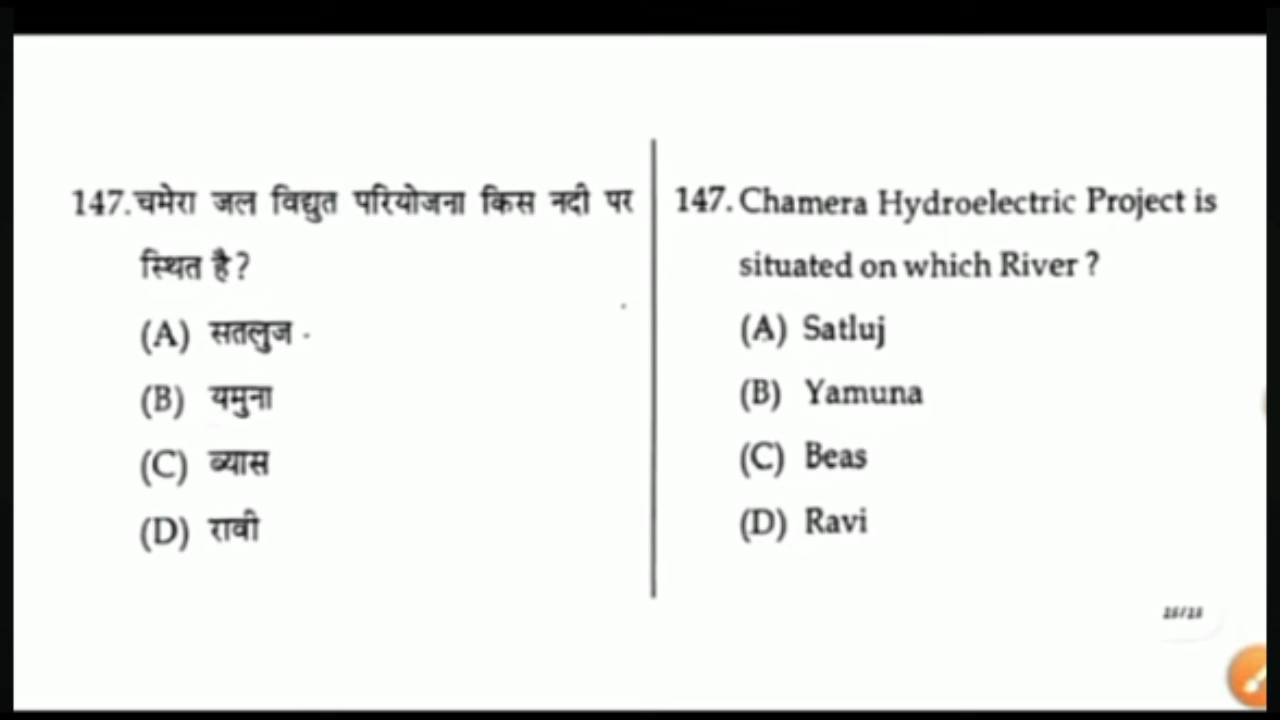 147. चमेरा जल विद्युत परियोजना किस नदी पर
स्थित है?
(A) सतलुज
(B) यमुना
(C) ब्यास
(D) रावी
147. Chamera Hydroelectric Project is
situated on which River ?
(A) Satluj
(B) Yamuna
(C) Beas
(D) Ravi